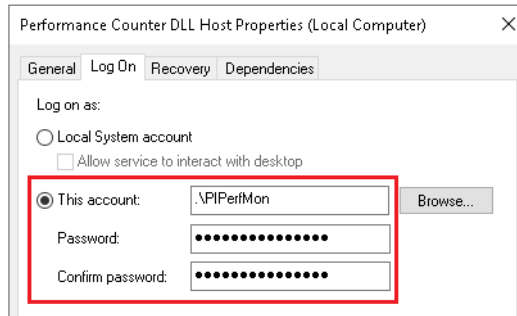 Performance Counter DLL Host Properties (Local Computer)
General Log On Recovery Dependencies
Log on as:
Local System account
Allow service to interact with desktop
This account: .\PIPerfMon Browse...
Password: •••••••••••••••
Confirm password: •••••••••••••••